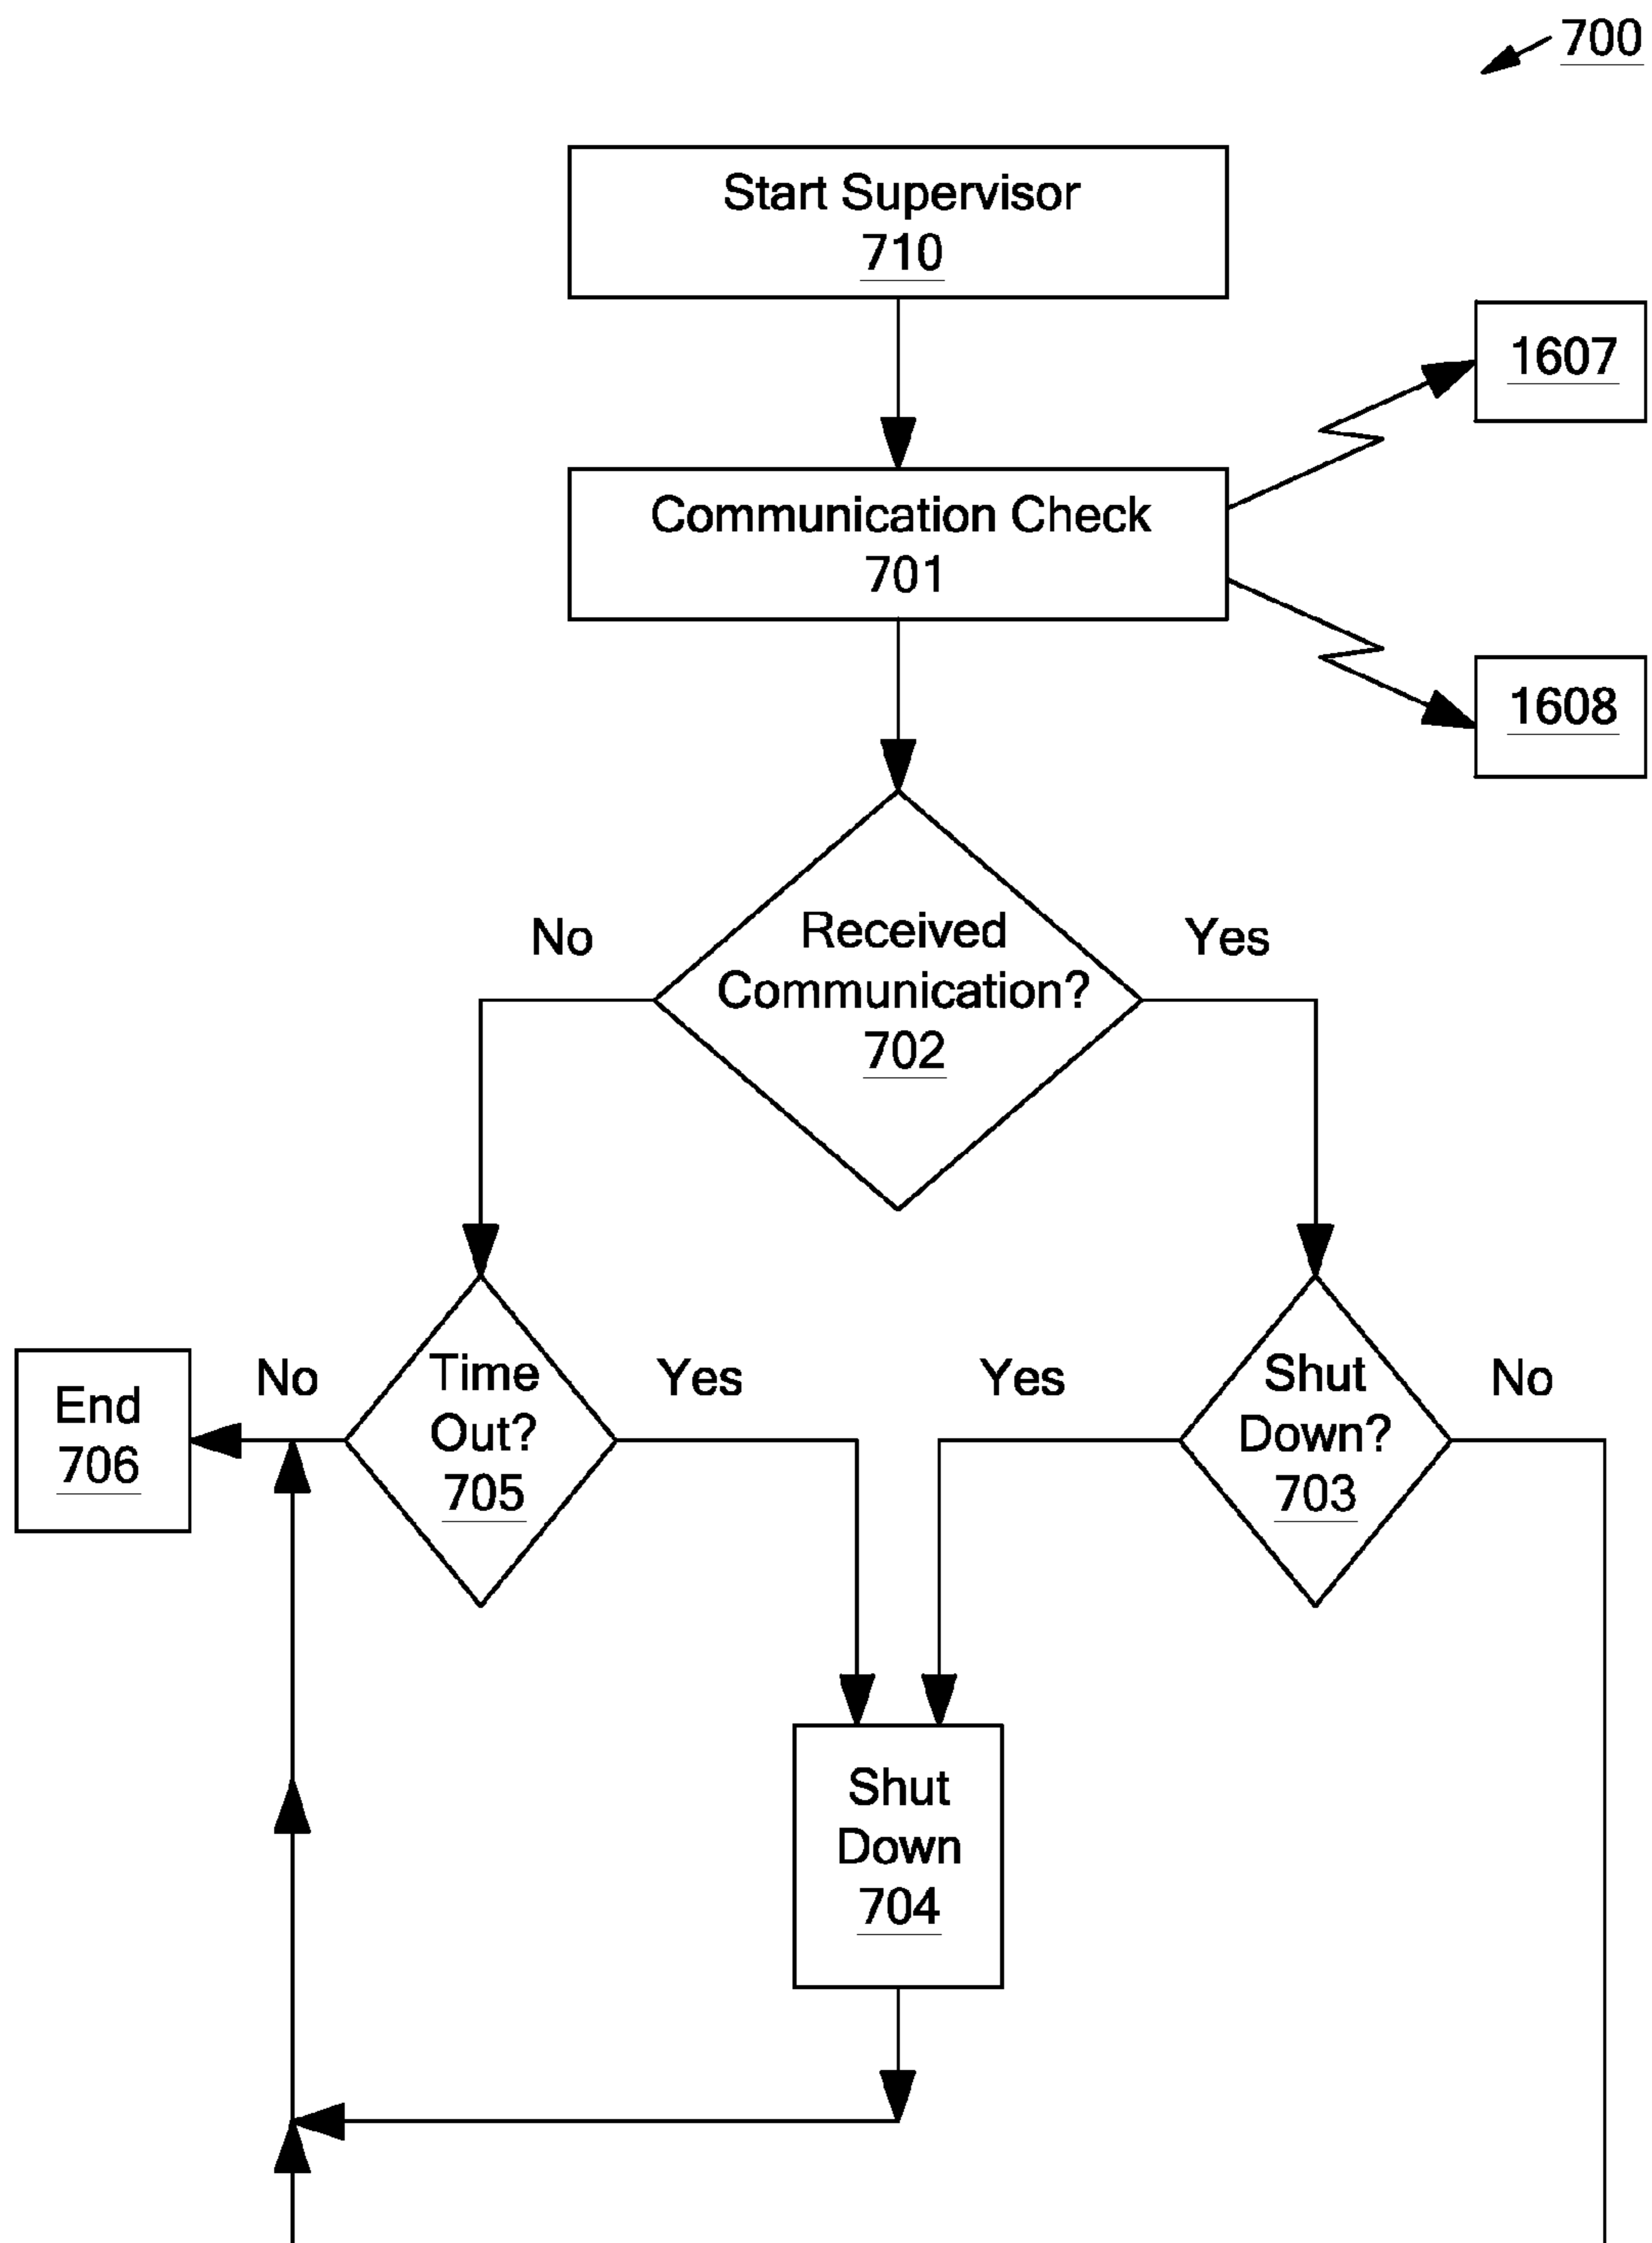 700
Start Supervisor
710
1607
Communication Check
701
1608
No
Received
Yes
Communication?
702
End
706
No
Time
Out?
705
Yes
Yes
Shut
Down?
703
No
Shut
Down
704